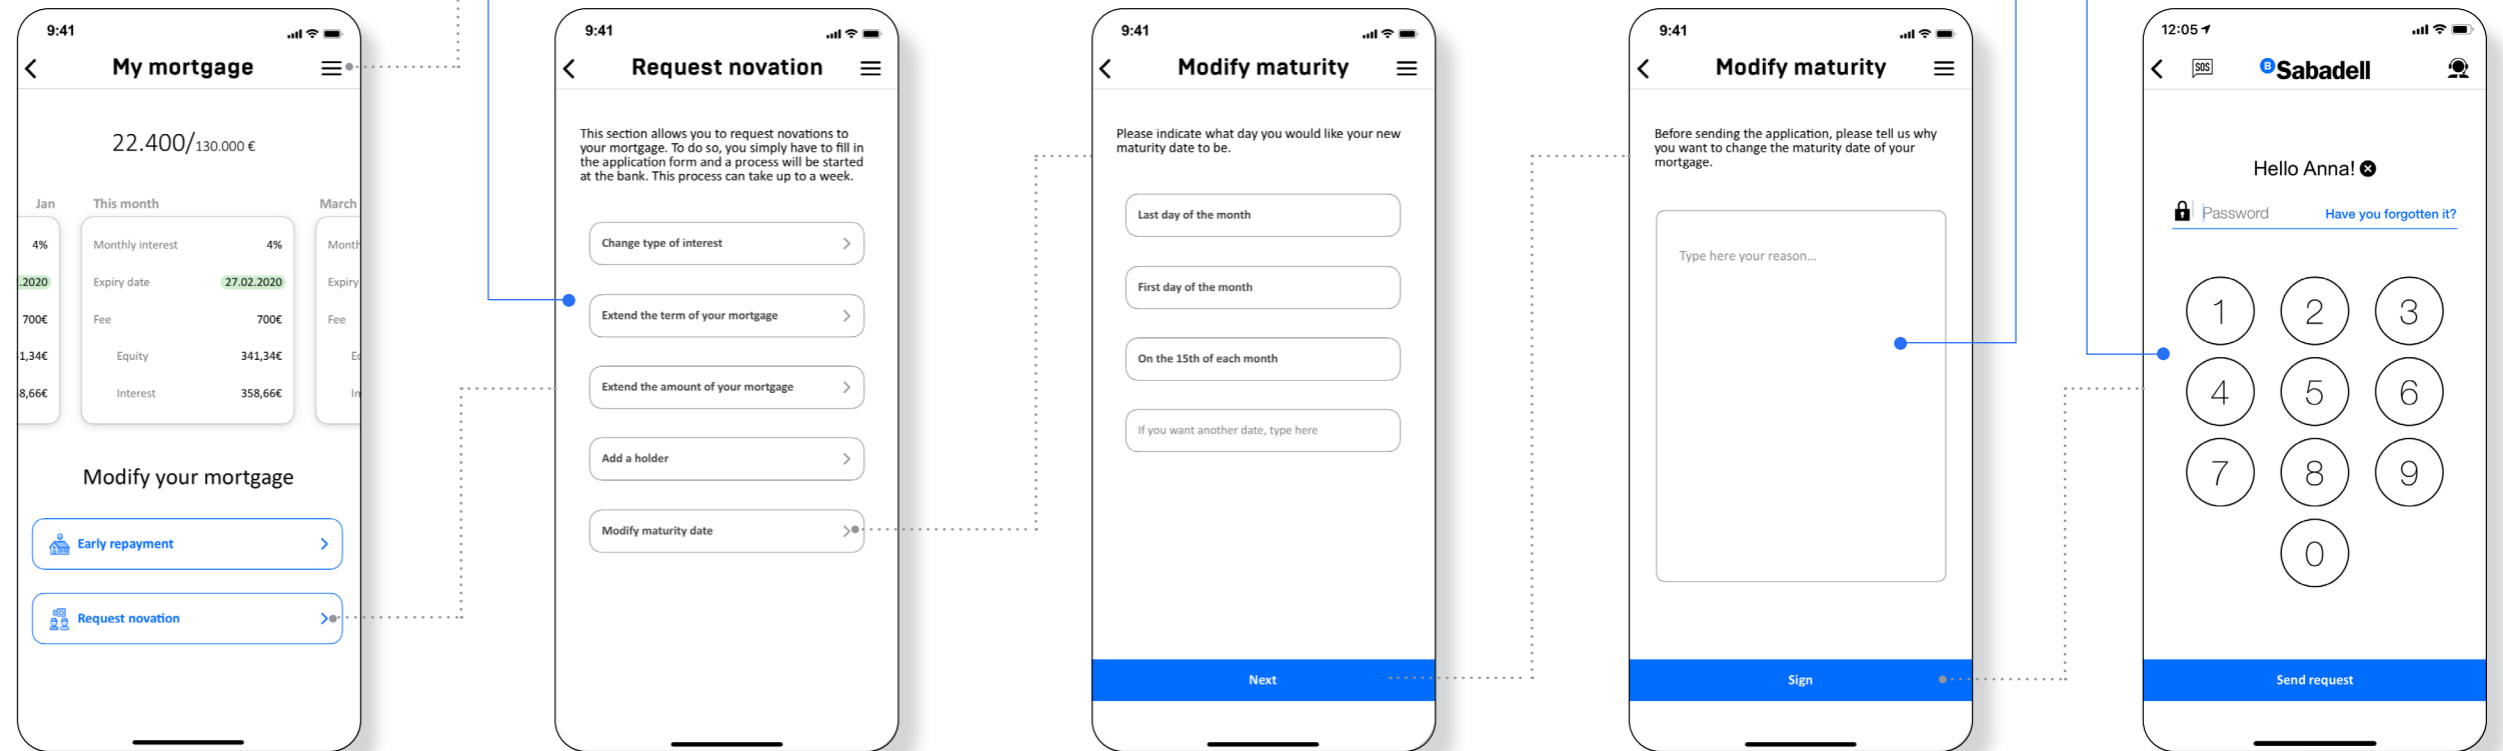 9:41
My mortgage
22.400/130.000 €
Jan
This month
March
4%
Monthly interest 4%
Month
.2020
Expiry date 27.02.2020
Expiry
700€
Fee 700€
Fee
1,34€
Equity 341,34€
8,66€
Interest 358,66€
In
Modify your mortgage
Early repayment
Request novation
9:41
Request novation
This section allows you to request novations to
your mortgage. To do so, you simply have to fill in
the application form and a process will be started
at the bank. This process can take up to a week.
Change type of interest
Extend the term of your mortgage
Extend the amount of your mortgage
Add a holder
Modify maturity date
9:41
Modify maturity
Please indicate what day you would like your new
maturity date to be.
Last day of the month
First day of the month
On the 15th of each month
If you want another date, type here
Next
9:41
Modify maturity
Before sending the application, please tell us why
you want to change the maturity date of your
mortgage.
Type here your reason...
Sign
12:05
SOS
B Sabadell
Hello Anna!
Password Have you forgotten it?
1 2 3
4 5 6
7 8 9
0
Send request